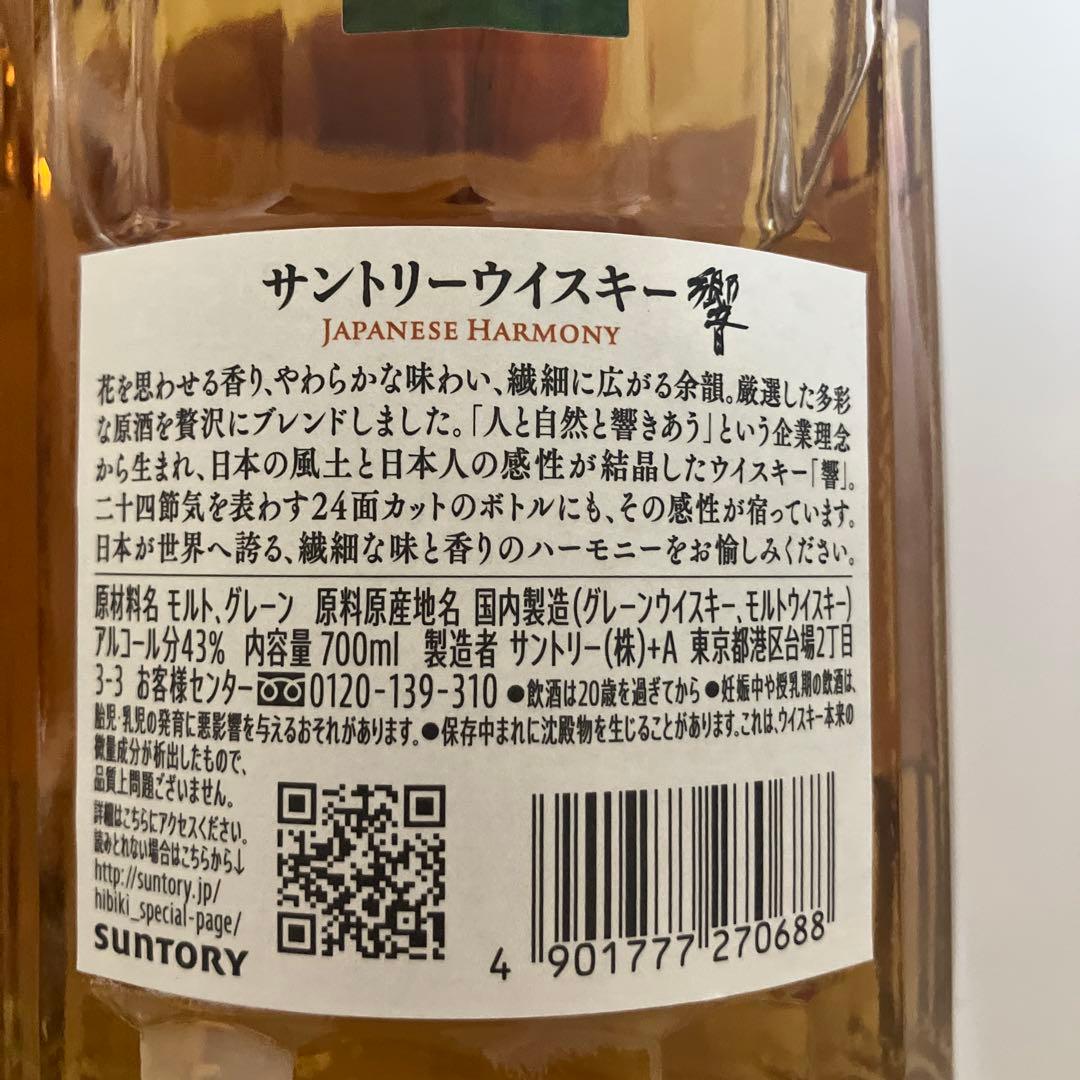 サントリーウイスキー響
JAPANESE HARMONY
花を思わせる香り、やわらかな味わい、繊細に広がる余韻。厳選した多彩
な原酒を贅沢にブレンドしました。「人と自然と響きあう」という企業理念
から生まれ、日本の風土と日本人の感性が結晶したウイスキー「響」。
二十四節気を表わす24面カットのボトルにも、その感性が宿っています。
日本が世界へ誇る、繊細な味と香りのハーモニーをお愉しみください。
原材料名 モルト、グレーン 原料原産地名 国内製造(グレーンウイスキー、モルトウイスキー)
アルコール分43% 内容量 700ml 製造者 サントリー(株)+A 東京都港区台場2丁目
3-3 お客様センター 0120-139-310 ●飲酒は20歳を過ぎてから ●妊娠中や授乳期の飲酒は、
胎児・乳児の発育に悪影響を与えるおそれがあります。●保存中まれに沈殿物を生じることがあります。これは、ウイスキー本来の
微量成分が析出したもので、
品質上問題ございません。
詳細はこちらにアクセスください。
読みとれない場合はこちらから↓
http://suntory.jp/
hibiki_special-page/
SUNTORY
4 901777 270688